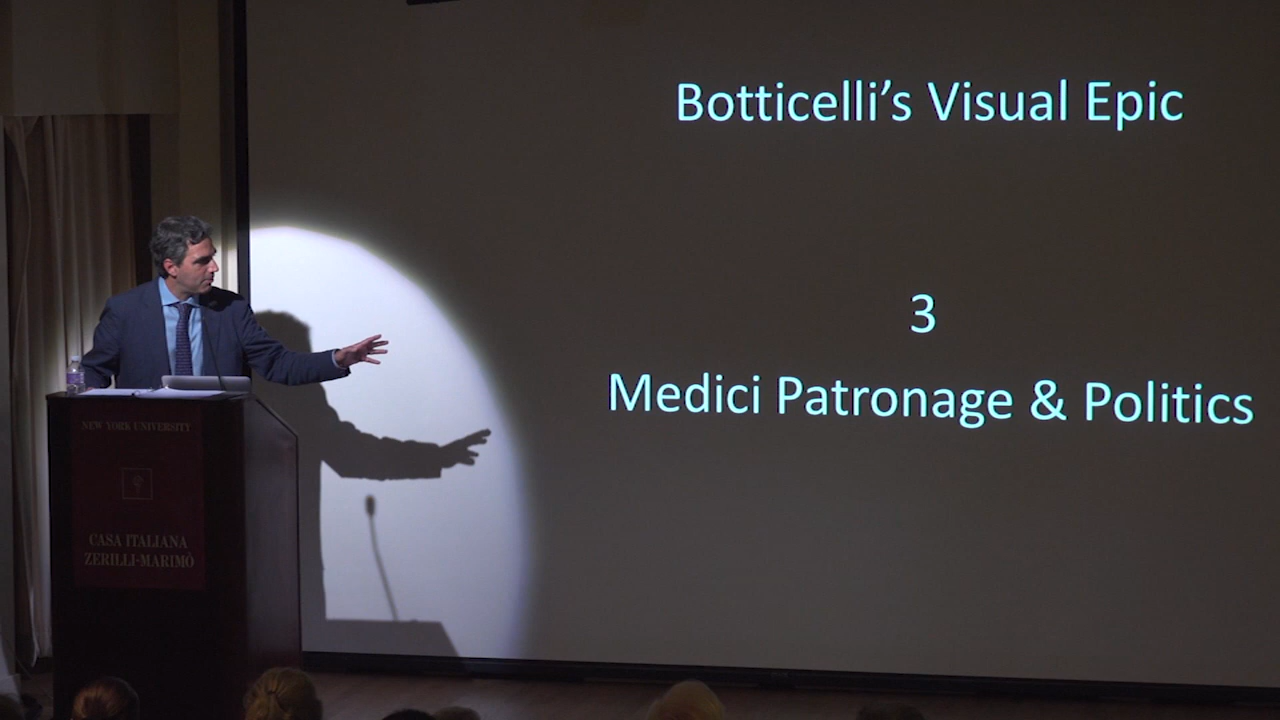 Botticelli's Visual Epic
3
Medici Patronage & Politics
NEW YORK UNIVERSITY
CASA ITALIANA
ZERILLI-MARIMÒ